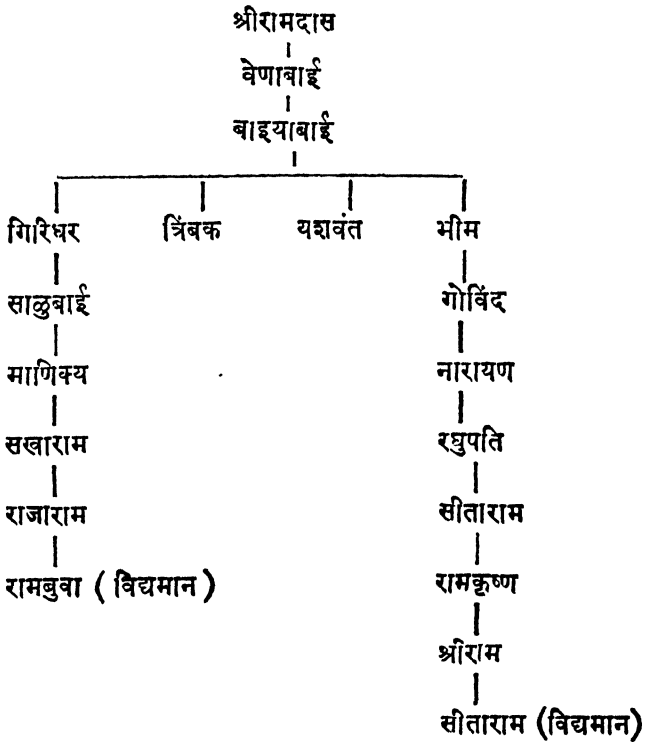 श्रीरामदास
वेणाबाई
बाइयाबाई
गिरिधर त्रिंबक यशवंत भीम
साळुबाई गोविंद
माणिक्य नारायण
सखाराम रघुपति
राजाराम सीताराम
रामबुवा ( विद्यमान ) रामकृष्ण
श्रीराम
सीताराम (विद्यमान)